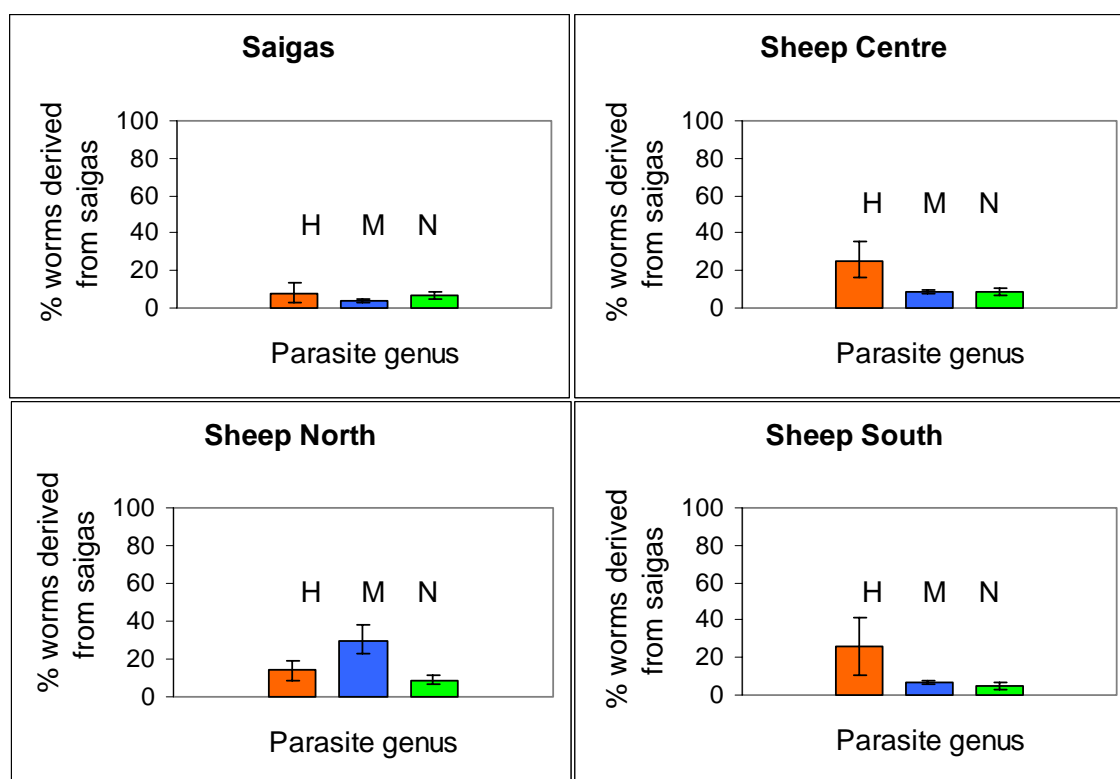 Saigas
% worms derived
from saigas
100
80
60
40
20
0
H M N
Parasite genus
Sheep Centre
% worms derived
from saigas
100
80
60
40
20
0
H M N
Parasite genus
Sheep North
% worms derived
from saigas
100
80
60
40
20
0
H M N
Parasite genus
Sheep South
% worms derived
from saigas
100
80
60
40
20
0
H M N
Parasite genus